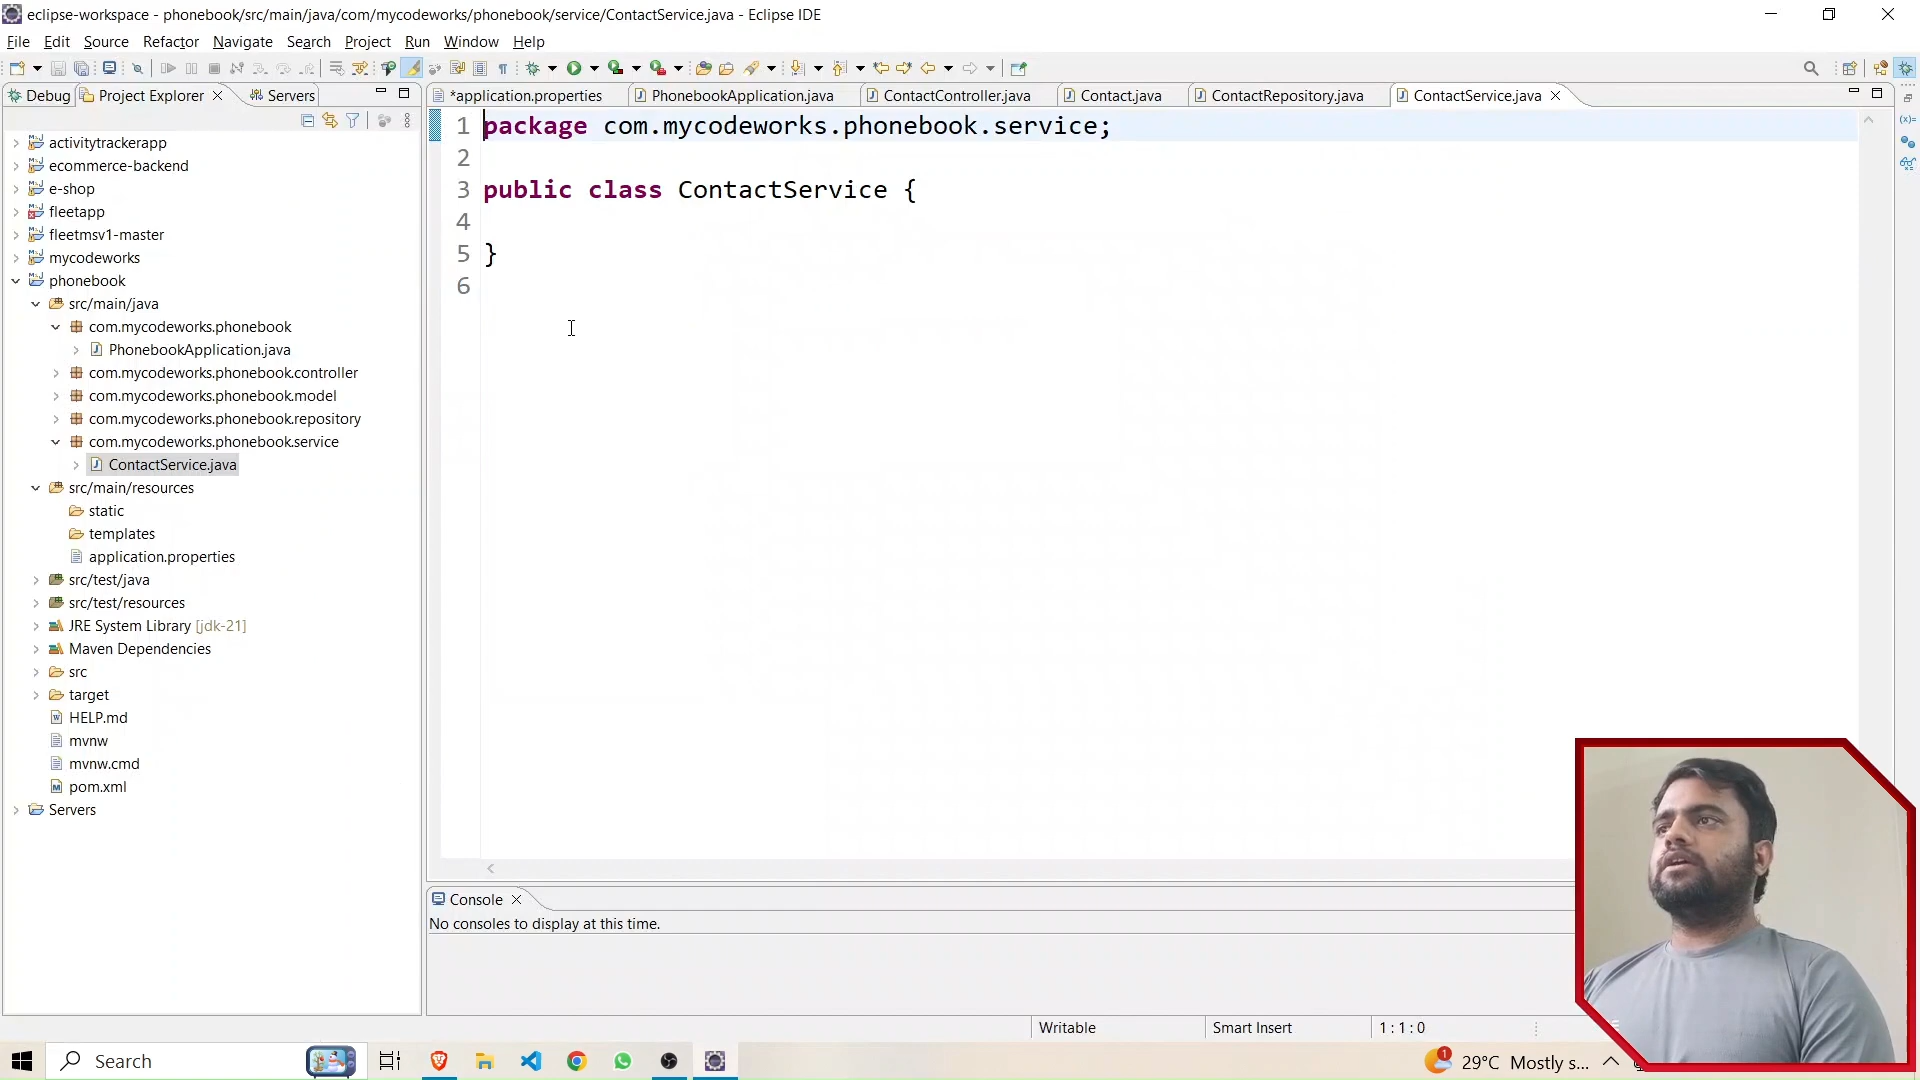 eclipse-workspace - phonebook/src/main/java/com/mycodeworks/phonebook/service/ContactService.java - Eclipse IDE
File Edit Source Refactor Navigate Search Project Run Window Help
Debug Project Explorer Servers
*application.properties PhonebookApplication.java ContactController.java Contact.java ContactRepository.java ContactService.java
activitytrackerapp
ecommerce-backend
e-shop
fleetapp
fleetmsv1-master
mycodeworks
phonebook
src/main/java
com.mycodeworks.phonebook
PhonebookApplication.java
com.mycodeworks.phonebook.controller
com.mycodeworks.phonebook.model
com.mycodeworks.phonebook.repository
com.mycodeworks.phonebook.service
ContactService.java
src/main/resources
static
templates
application.properties
src/test/java
src/test/resources
JRE System Library [jdk-21]
Maven Dependencies
src
target
HELP.md
mvnw
mvnw.cmd
pom.xml
Servers
1 package com.mycodeworks.phonebook.service;
2
3 public class ContactService {
4
5 }
6
Console
No consoles to display at this time.
Writable Smart Insert 1 : 1 : 0
Search 1 29°C Mostly s...